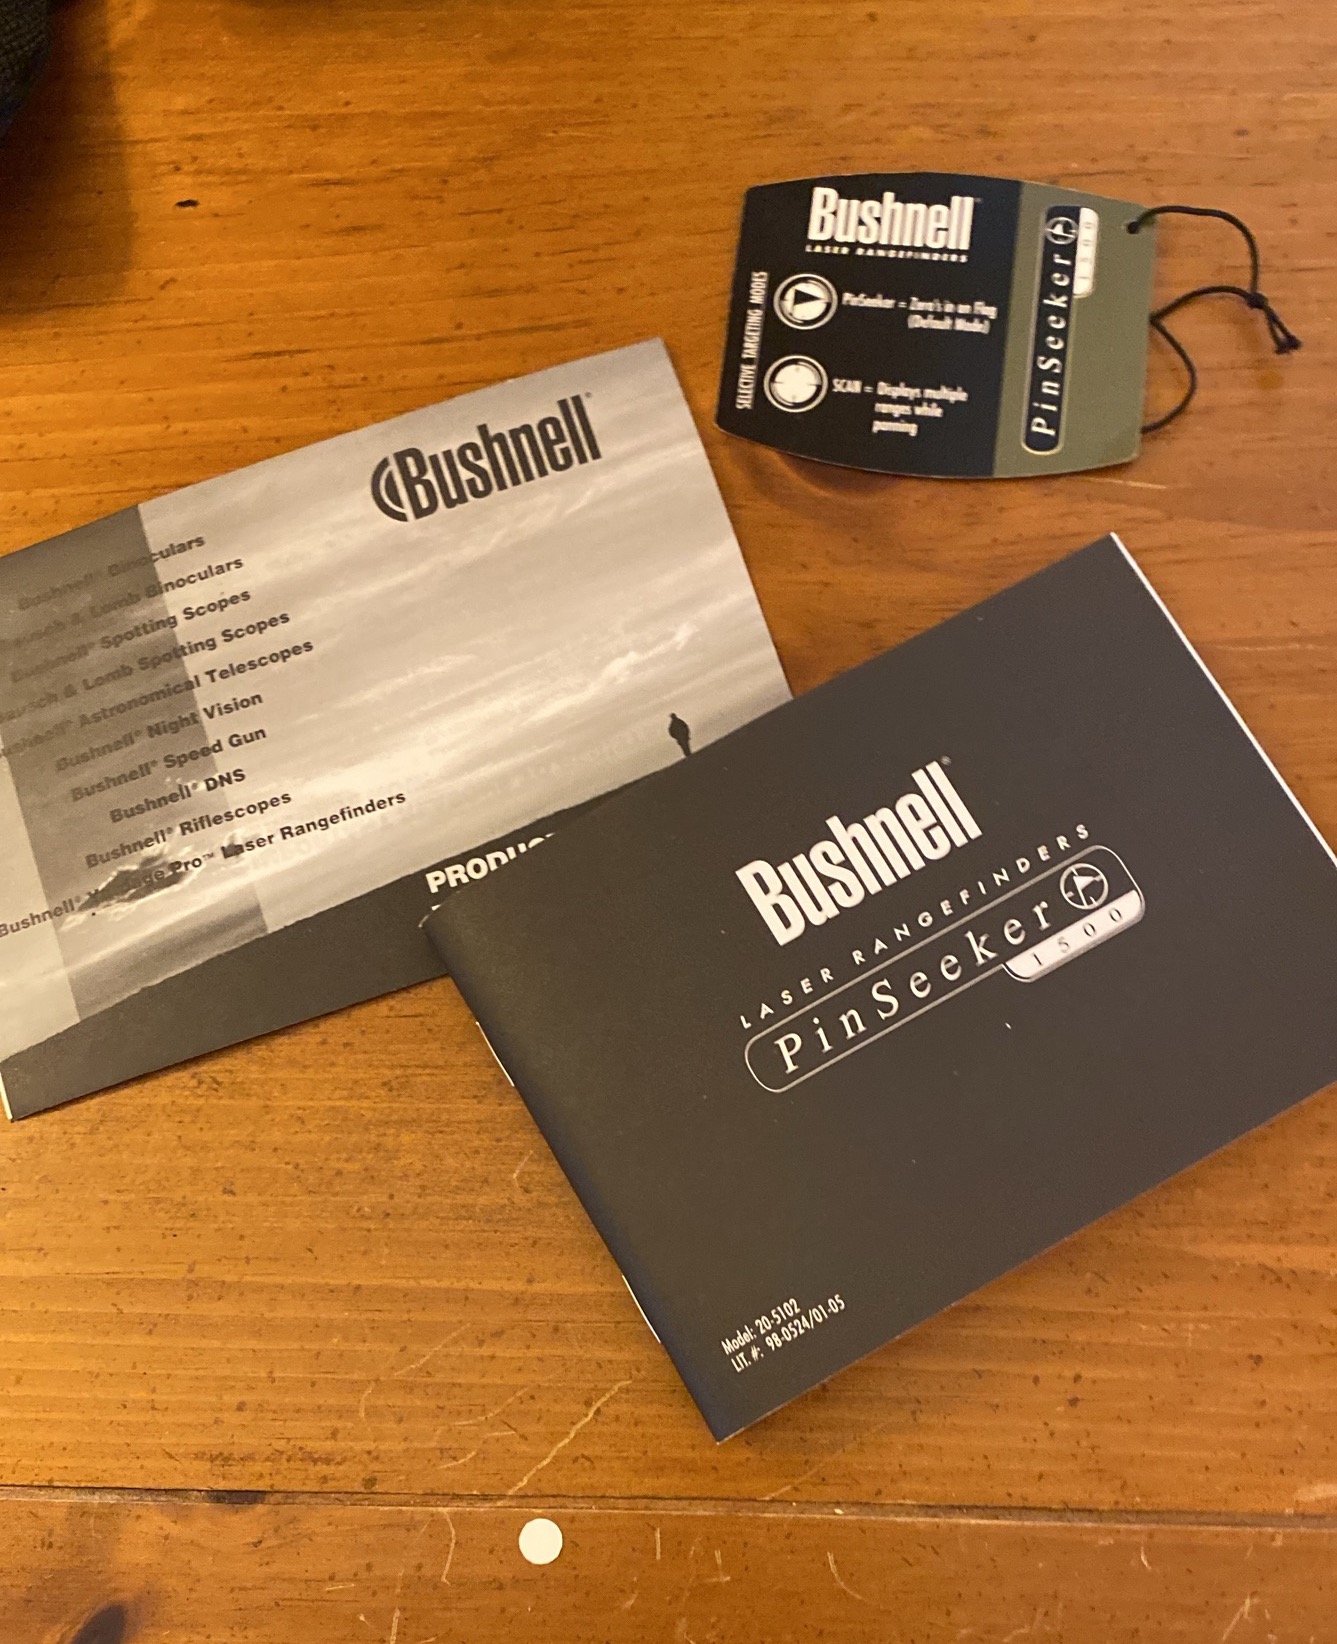 Bushnell
LASER RANGEFINDERS
SELECTIVE TARGETING MODES
PinSeeker = Zero's in on Flag
(Default Mode)
SCAN = Displays multiple
ranges while
panning
PinSeeker
1500
Bushnell®
Bushnell® Binoculars
Bausch & Lomb Binoculars
Bushnell® Spotting Scopes
Bausch & Lomb Spotting Scopes
Bushnell® Astronomical Telescopes
Bushnell® Night Vision
Bushnell® Speed Gun
Bushnell® DNS
Bushnell® Riflescopes
Bushnell® Yardage Pro™ Laser Rangefinders
Bushnell®
LASER RANGEFINDERS
PinSeeker
1500
Model: 20-5102
LIT. #: 98-0524/01-05